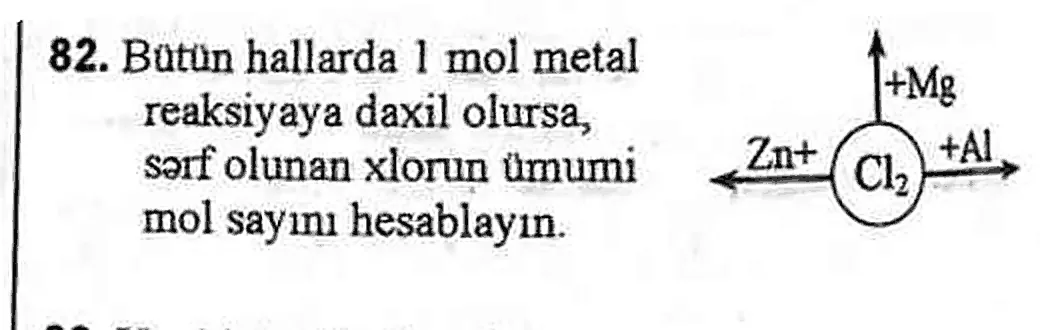 82. Bütün hallarda 1 mol metal
reaksiyaya daxil olursa,
sərf olunan xlorun ümumi
mol sayını hesablayın.
+Mg
Zn+
Cl₂
+Al